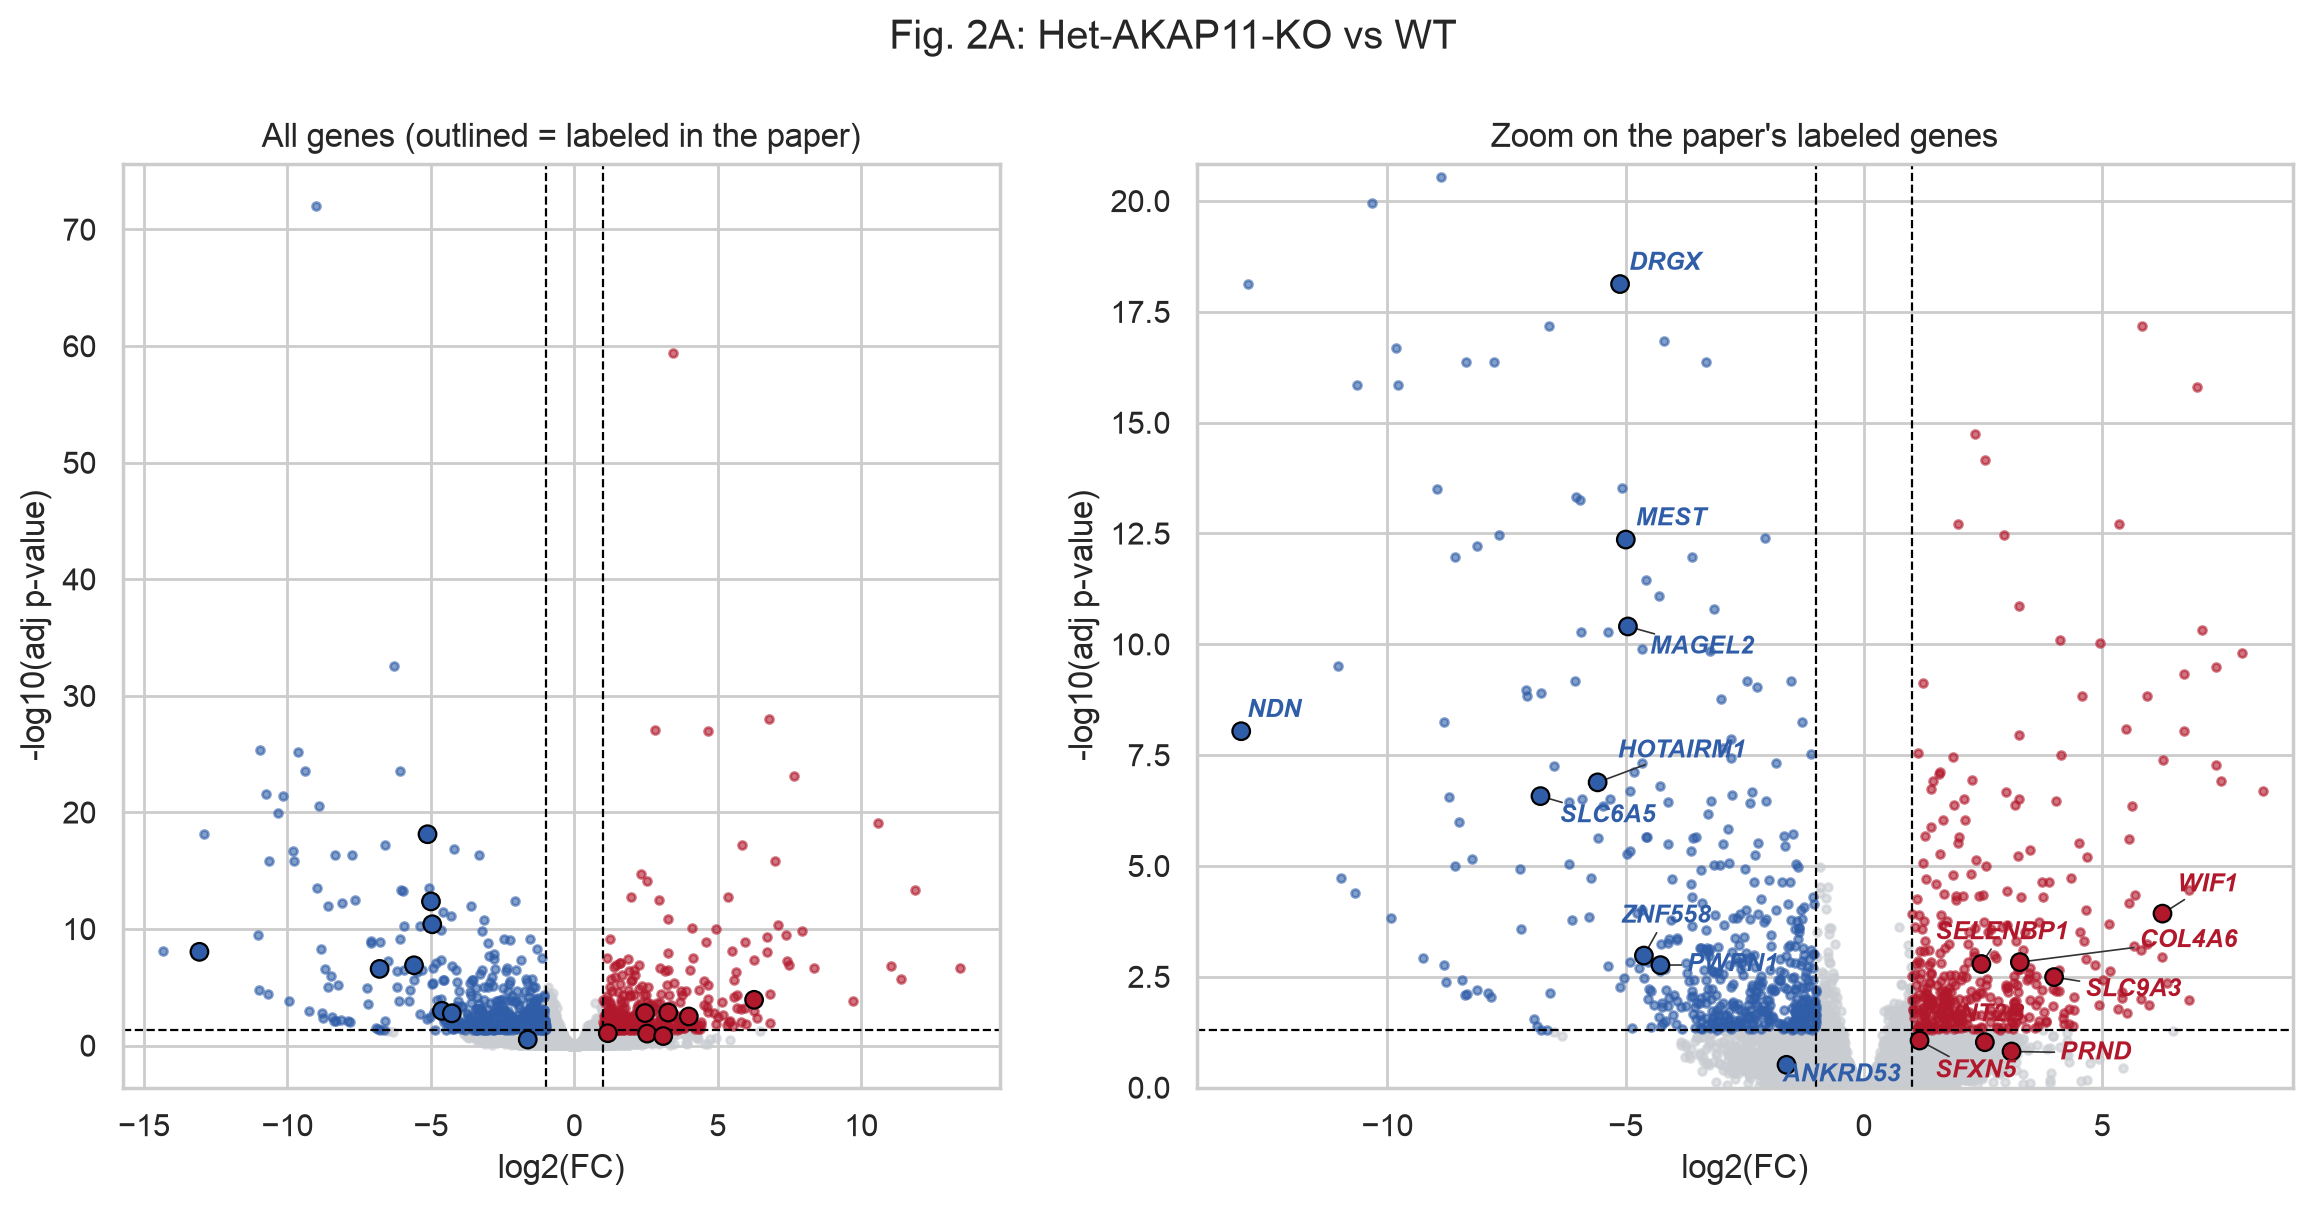 Fig. 2A: Het-AKAP11-KO vs WT
All genes (outlined = labeled in the paper)
-log10(adj p-value)
70
60
50
40
30
20
10
0
−15
−10
−5
0
5
10
log2(FC)
Zoom on the paper's labeled genes
-log10(adj p-value)
20.0
17.5
15.0
12.5
10.0
7.5
5.0
2.5
0.0
DRGX
MEST
MAGEL2
NDN
HOTAIRM1
SLC6A5
ZNF558
PWRN1
ANKRD53
WIF1
SELENBP1
COL4A6
SLC9A3
PRND
SFXN5
−10
−5
0
5
log2(FC)